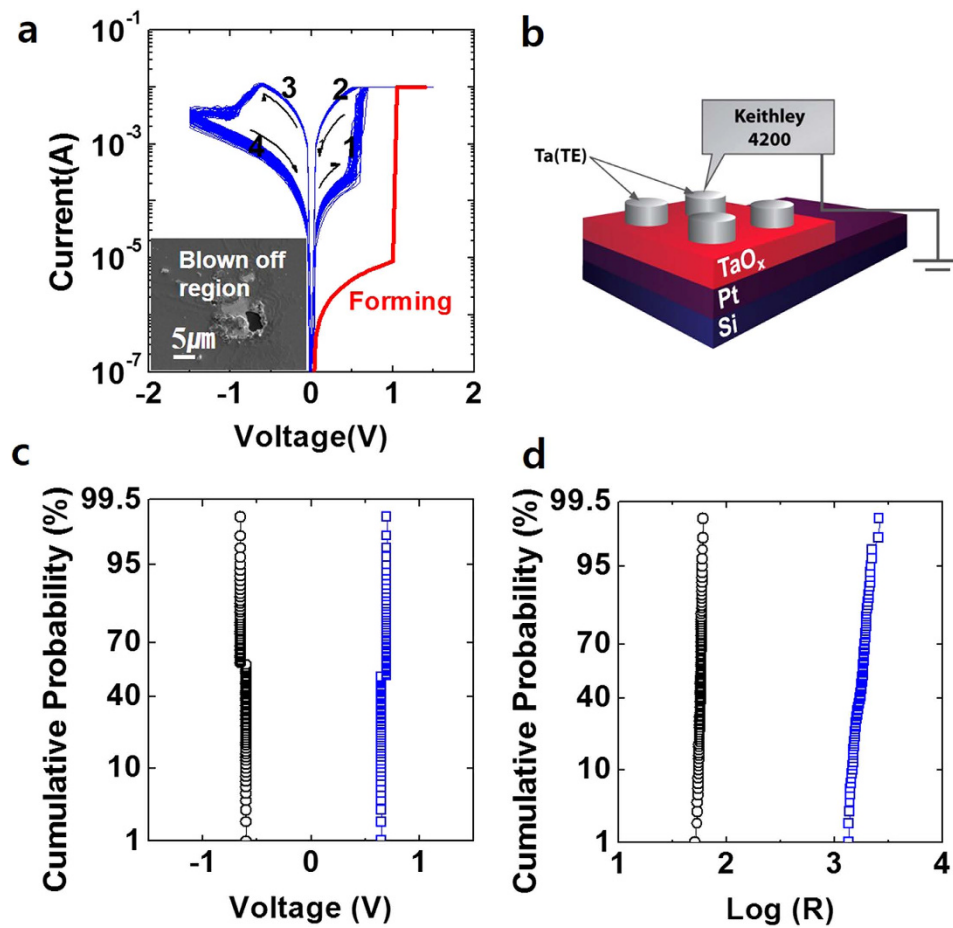 a
10-1
10-3
10-5
10-7
Current(A)
3
2
4
1
Blown off
region
5μm
Forming
-2
-1
0
1
2
Voltage(V)
b
Keithley
4200
Ta(TE)
TaOx
Pt
Si
c
99.5
95
70
40
10
1
Cumulative Probability (%)
-1
0
1
Voltage (V)
d
99.5
95
70
40
10
1
Cumulative Probability (%)
1
2
3
4
Log (R)